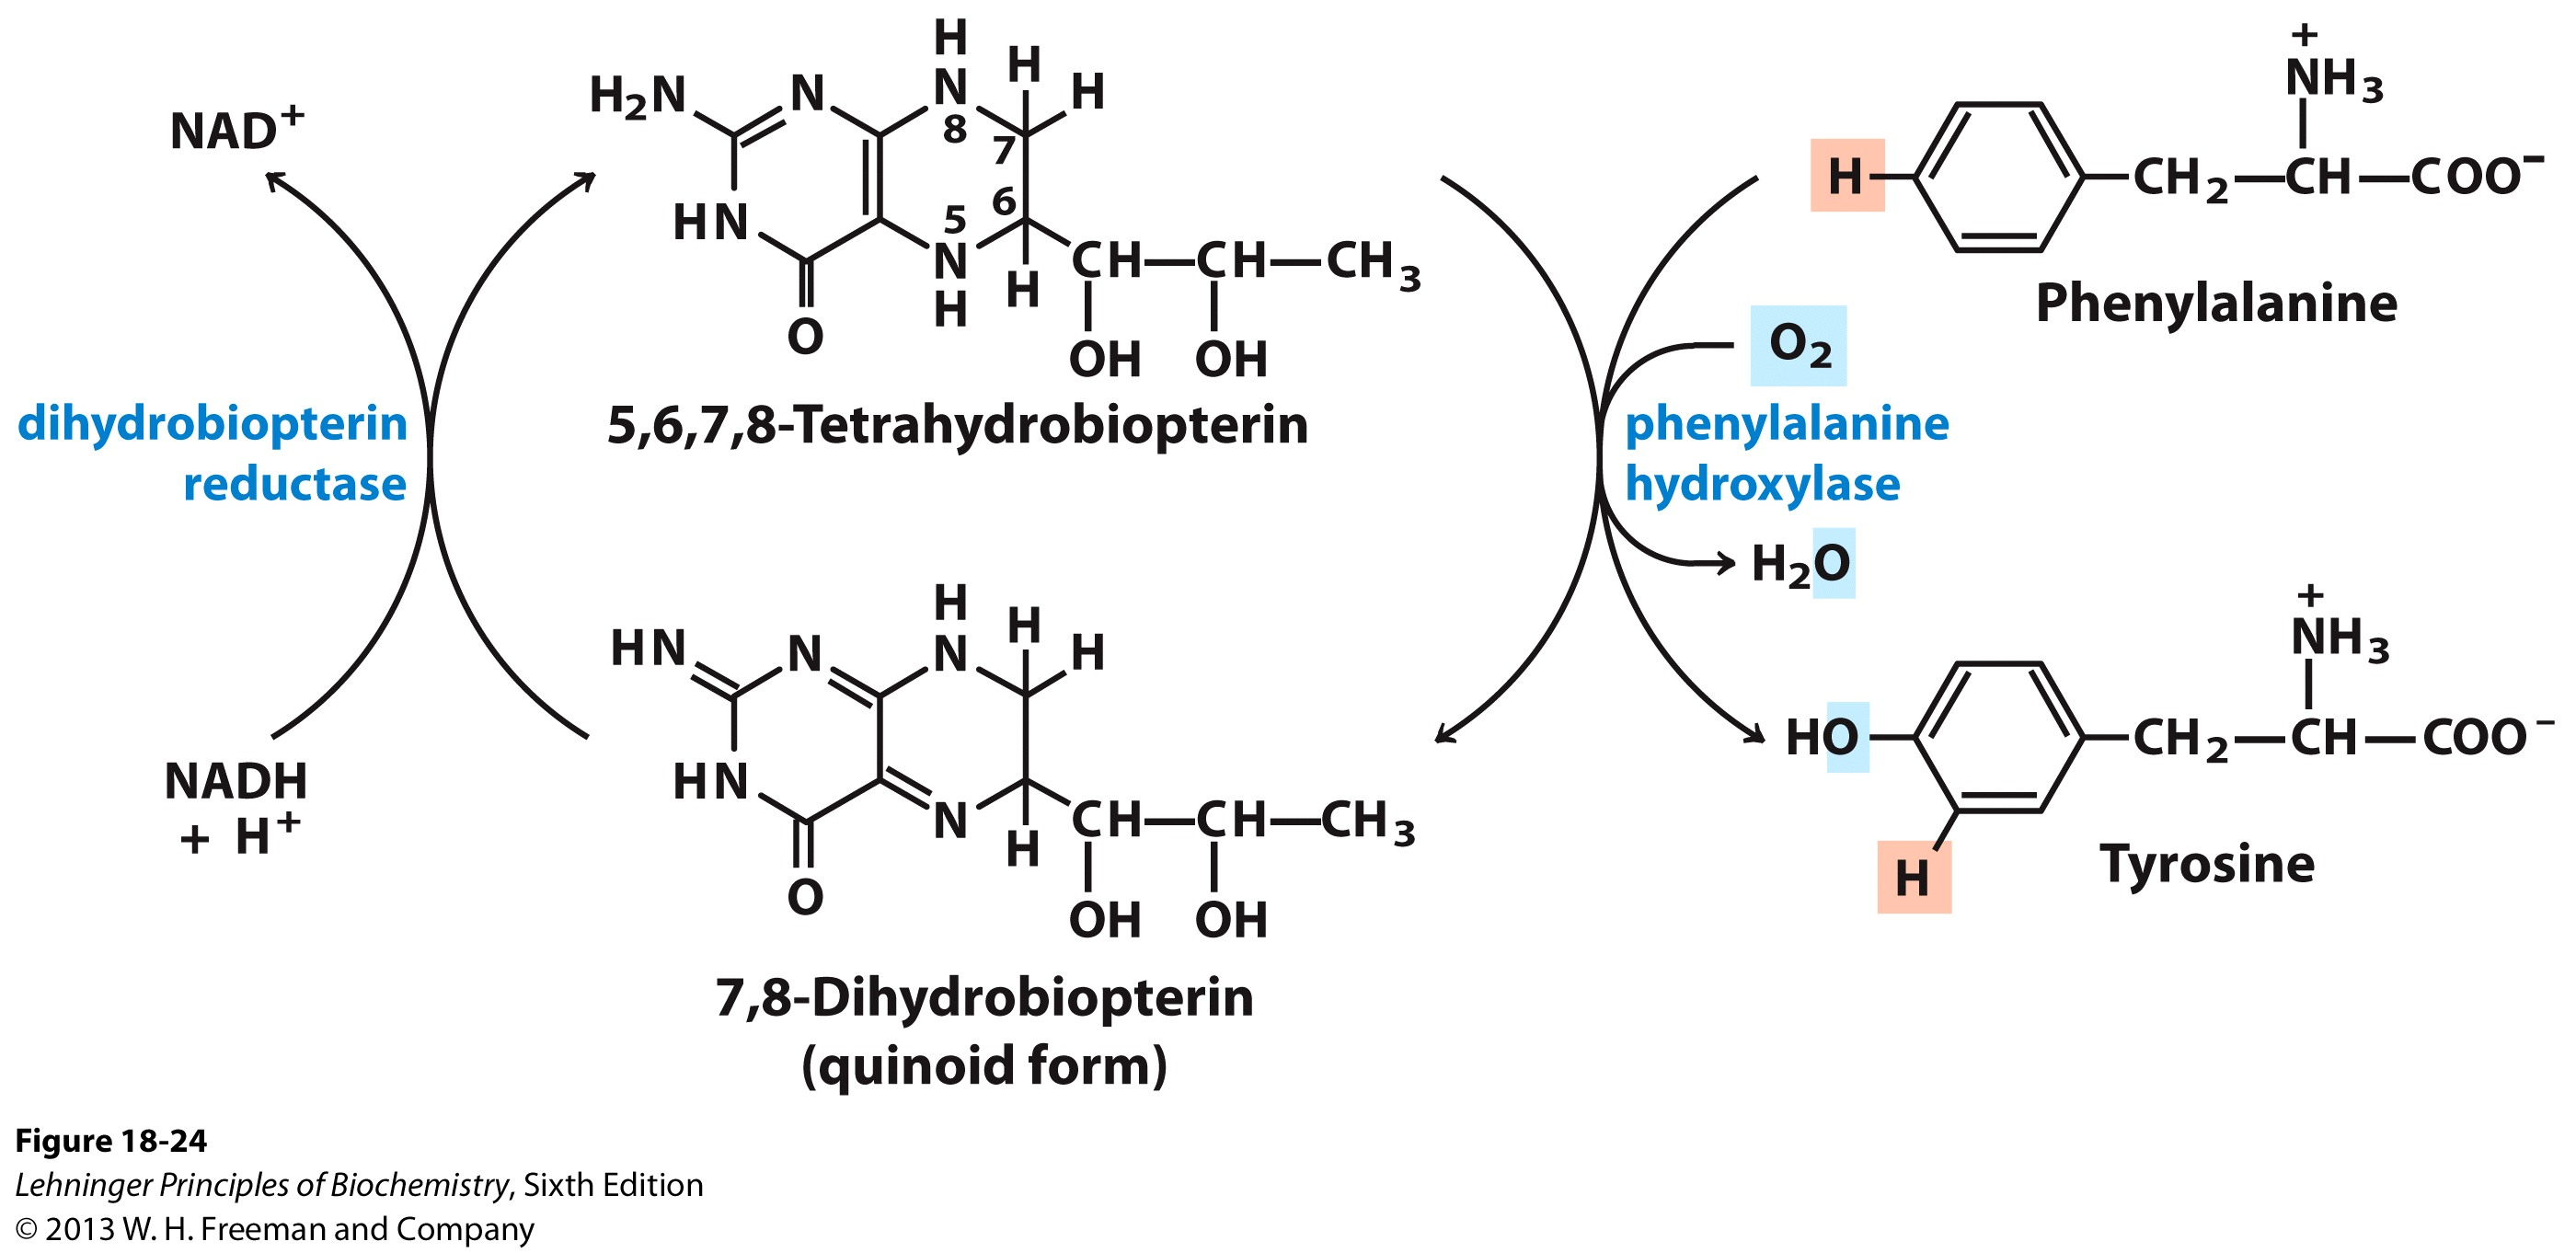 NAD⁺
H₂N
N
H
N
8
H
H
7
6
HN
5
N
H
H
O
CH—CH—CH₃
OH OH
5,6,7,8-Tetrahydrobiopterin
dihydrobiopterin
reductase
NADH
+ H⁺
HN
N
H
N
H
H
HN
N
H
O
CH—CH—CH₃
OH OH
7,8-Dihydrobiopterin
(quinoid form)
+
NH₃
H—
CH₂—CH—COO⁻
Phenylalanine
O₂
phenylalanine
hydroxylase
H₂O
+
NH₃
HO—
CH₂—CH—COO⁻
H
Tyrosine
Figure 18-24
Lehninger Principles of Biochemistry, Sixth Edition
© 2013 W. H. Freeman and Company